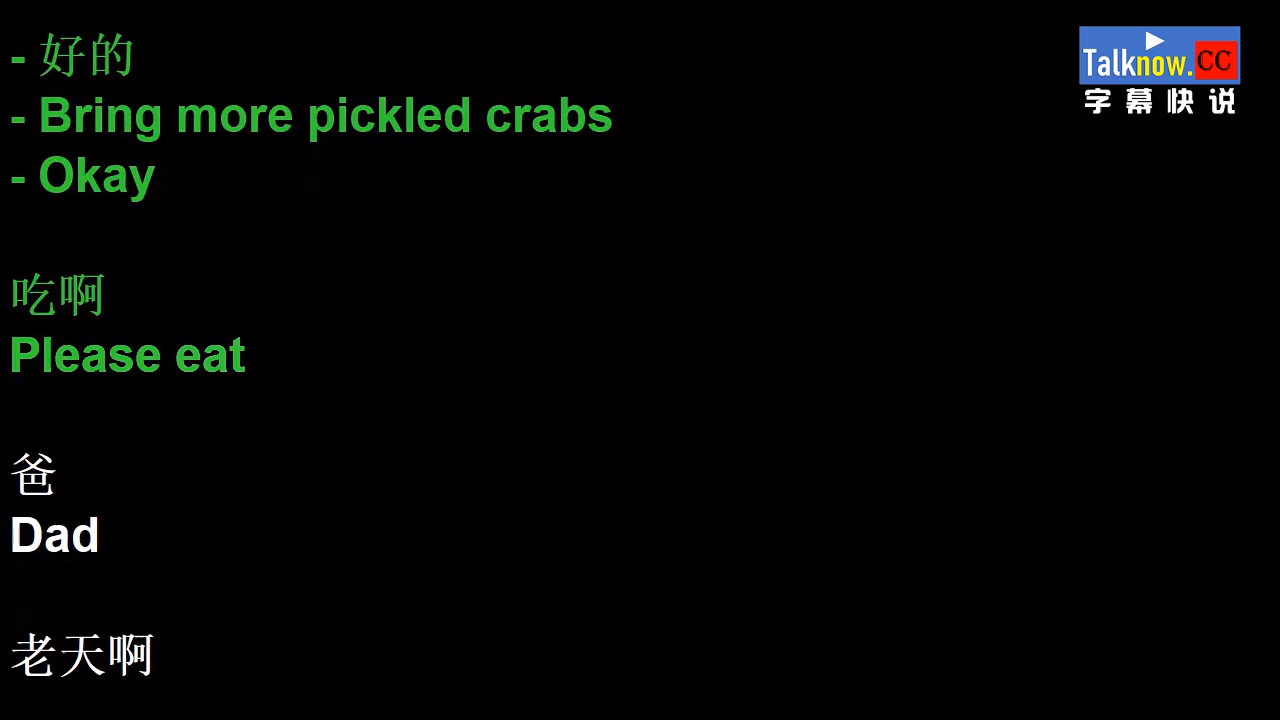 - 好的
- Bring more pickled crabs
- Okay
吃啊
Please eat
爸
Dad
老天啊
Talknow.CC
字幕快说